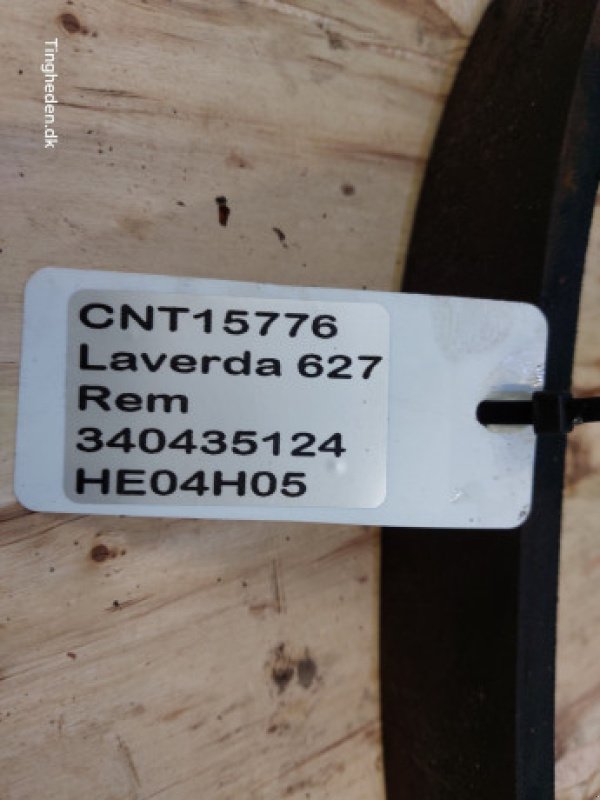 Tingheden.dk
CNT15776
Laverda 627
Rem
340435124
HE04H05